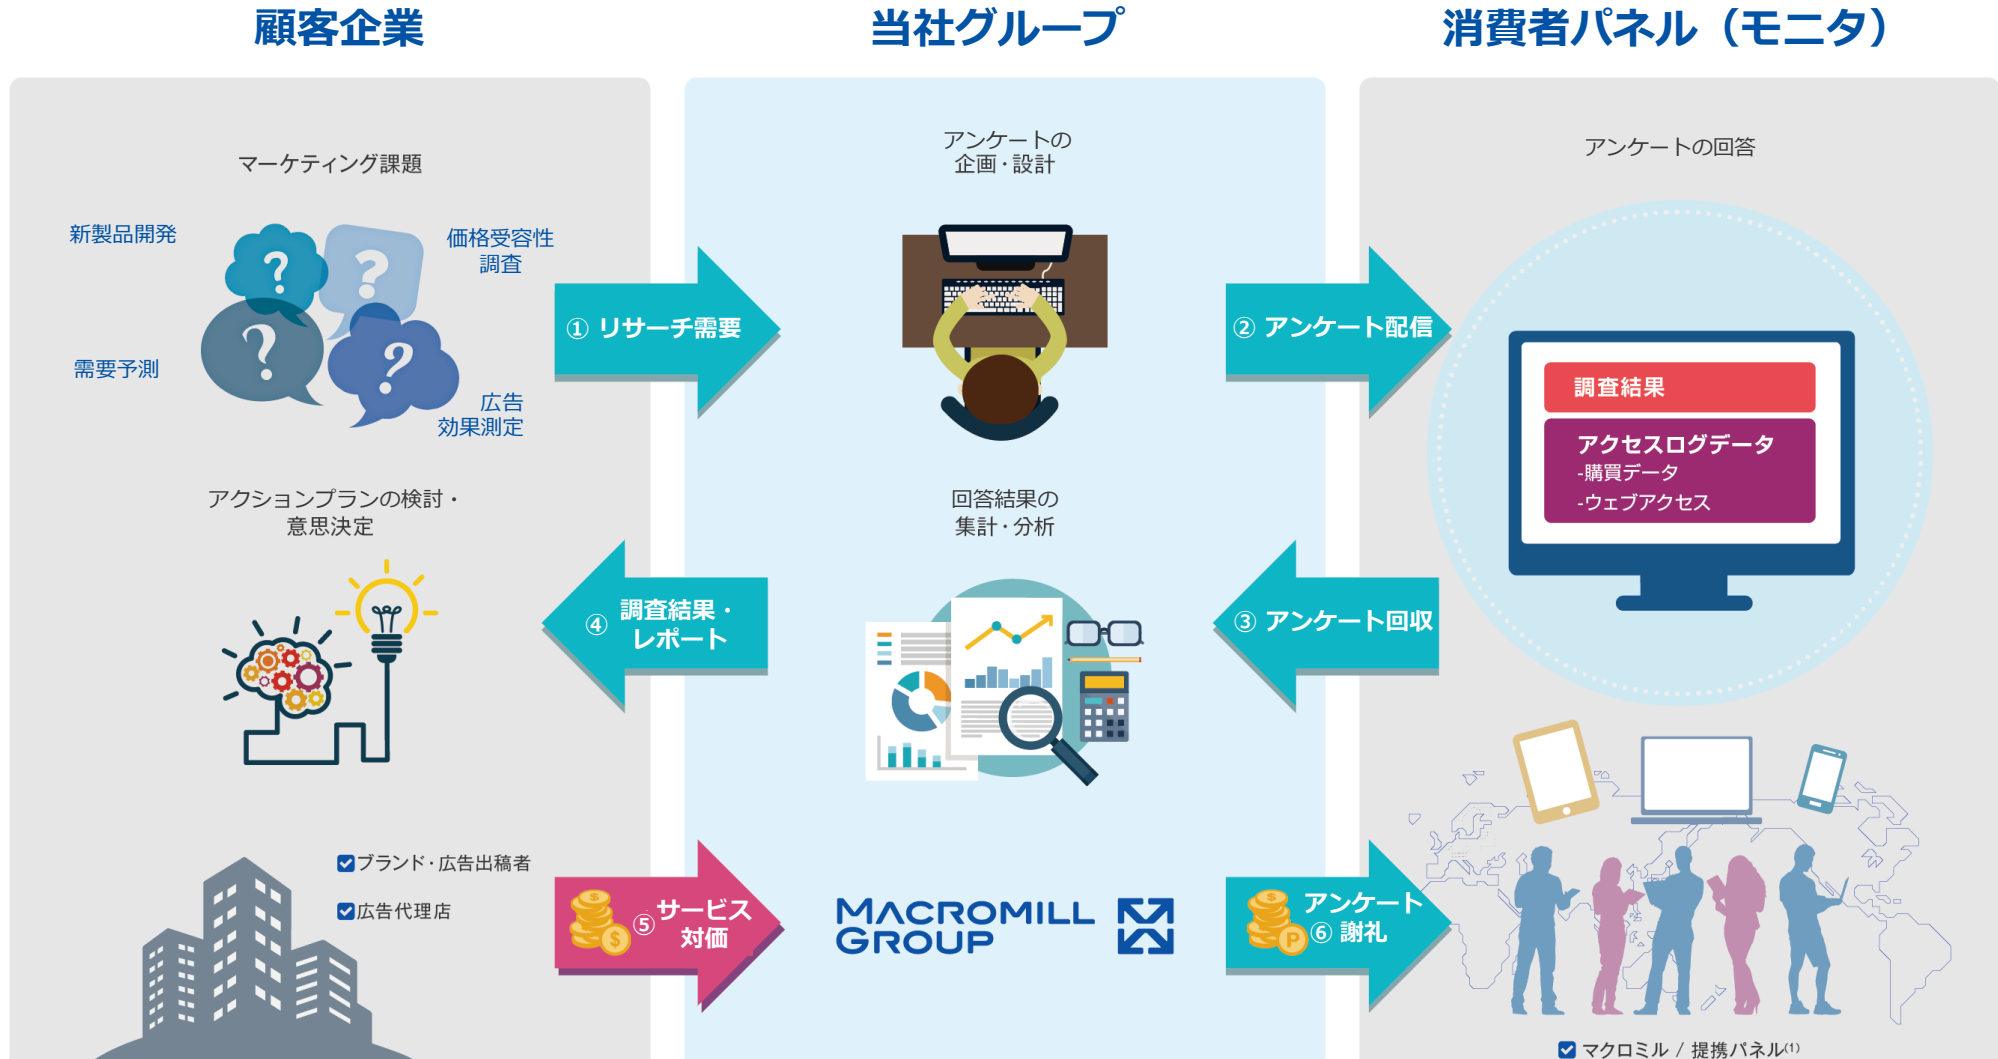 顧客企業
当社グループ
消費者パネル（モニタ）
マーケティング課題
新製品開発
価格受容性
調査
需要予測
広告
効果測定
① リサーチ需要
アンケートの
企画・設計
② アンケート配信
アンケートの回答
調査結果
アクセスログデータ
-購買データ
-ウェブアクセス
③ アンケート回収
回答結果の
集計・分析
④ 調査結果・
レポート
アクションプランの検討・
意思決定
ブランド・広告出稿者
広告代理店
$
$
⑤ サービス
対価
MACROMILL
GROUP
P
アンケート
⑥ 謝礼
マクロミル / 提携パネル(1)